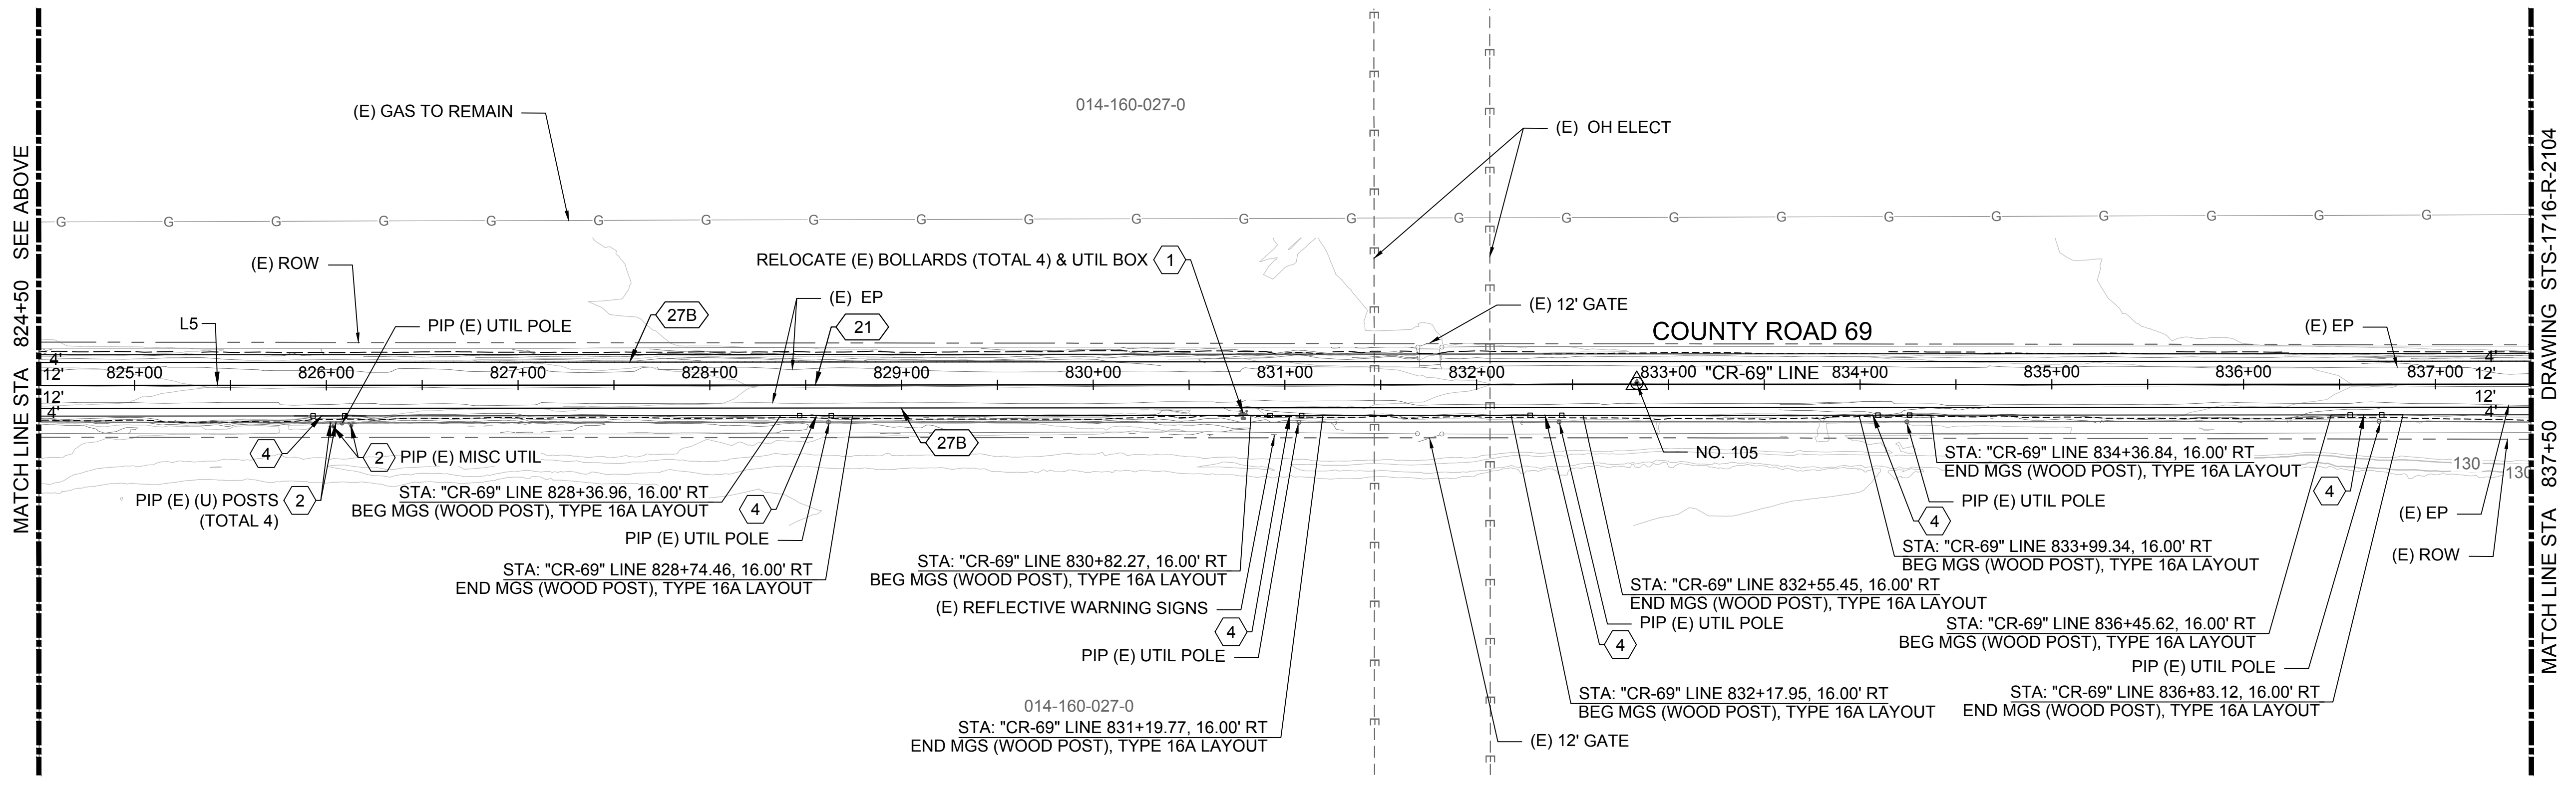 MATCH LINE STA 824+50 SEE ABOVE
(E) GAS TO REMAIN
014-160-027-0
(E) OH ELECT
G G G G G G G G G G G G G G G G G G G G G G G
E E E E E E E E E E E E E
E E E E E E E E E E E E E
(E) ROW
RELOCATE (E) BOLLARDS (TOTAL 4) & UTIL BOX
1
(E) EP
27B
L5
PIP (E) UTIL POLE
21
(E) 12' GATE
COUNTY ROAD 69
(E) EP
4'
12'
825+00
826+00
827+00
828+00
829+00
830+00
831+00
832+00
833+00
"CR-69" LINE
834+00
835+00
836+00
837+00
4'
12'
12'
4'
12'
4'
4
2
PIP (E) MISC UTIL
27B
NO. 105
PIP (E) (U) POSTS
(TOTAL 4)
2
STA: "CR-69" LINE 828+36.96, 16.00' RT
BEG MGS (WOOD POST), TYPE 16A LAYOUT
4
PIP (E) UTIL POLE
STA: "CR-69" LINE 828+74.46, 16.00' RT
END MGS (WOOD POST), TYPE 16A LAYOUT
STA: "CR-69" LINE 830+82.27, 16.00' RT
BEG MGS (WOOD POST), TYPE 16A LAYOUT
(E) REFLECTIVE WARNING SIGNS
4
PIP (E) UTIL POLE
014-160-027-0
STA: "CR-69" LINE 831+19.77, 16.00' RT
END MGS (WOOD POST), TYPE 16A LAYOUT
STA: "CR-69" LINE 834+36.84, 16.00' RT
END MGS (WOOD POST), TYPE 16A LAYOUT
PIP (E) UTIL POLE
4
STA: "CR-69" LINE 833+99.34, 16.00' RT
BEG MGS (WOOD POST), TYPE 16A LAYOUT
STA: "CR-69" LINE 832+55.45, 16.00' RT
END MGS (WOOD POST), TYPE 16A LAYOUT
PIP (E) UTIL POLE
4
STA: "CR-69" LINE 832+17.95, 16.00' RT
BEG MGS (WOOD POST), TYPE 16A LAYOUT
(E) 12' GATE
130
130
4
(E) EP
(E) ROW
STA: "CR-69" LINE 836+45.62, 16.00' RT
BEG MGS (WOOD POST), TYPE 16A LAYOUT
PIP (E) UTIL POLE
STA: "CR-69" LINE 836+83.12, 16.00' RT
END MGS (WOOD POST), TYPE 16A LAYOUT
MATCH LINE STA 837+50 DRAWING STS-1716-R-2104